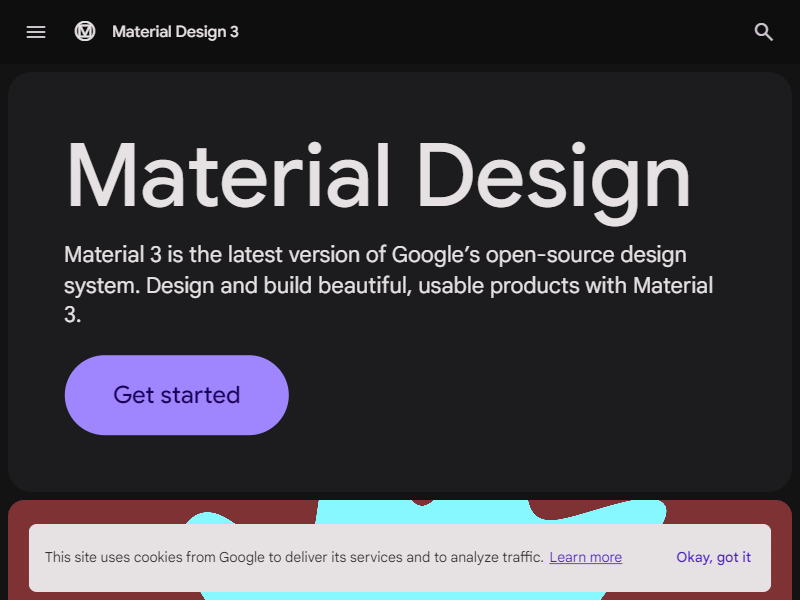 Material Design 3
Material Design
Material 3 is the latest version of Google’s open-source design
system. Design and build beautiful, usable products with Material
3.
Get started
This site uses cookies from Google to deliver its services and to analyze traffic. Learn more
Okay, got it